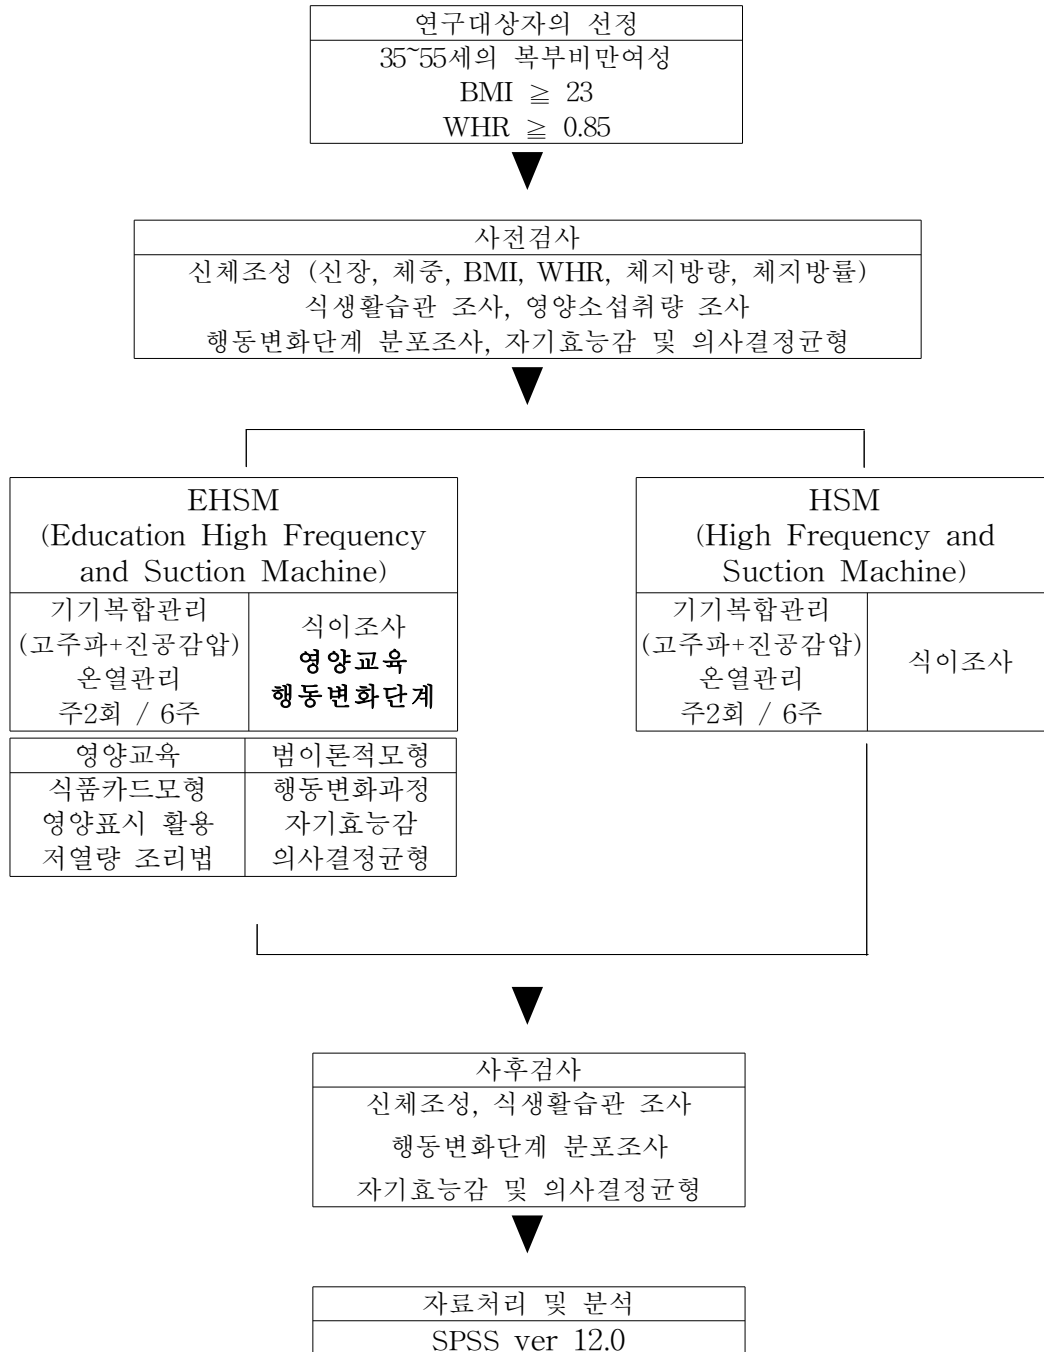 연구대상자의 선정
35~55세의 복부비만여성
BMI ≧ 23
WHR ≧ 0.85
사전검사
신체조성 (신장, 체중, BMI, WHR, 체지방량, 체지방률)
식생활습관 조사, 영양소섭취량 조사
행동변화단계 분포조사, 자기효능감 및 의사결정균형
EHSM
(Education High Frequency
and Suction Machine)
기기복합관리
(고주파+진공감압)
온열관리
주2회 / 6주
식이조사
영양교육
행동변화단계
영양교육
식품카드모형
영양표시 활용
저열량 조리법
범이론적모형
행동변화과정
자기효능감
의사결정균형
HSM
(High Frequency and
Suction Machine)
기기복합관리
(고주파+진공감압)
온열관리
주2회 / 6주
식이조사
사후검사
신체조성, 식생활습관 조사
행동변화단계 분포조사
자기효능감 및 의사결정균형
자료처리 및 분석
SPSS ver 12.0